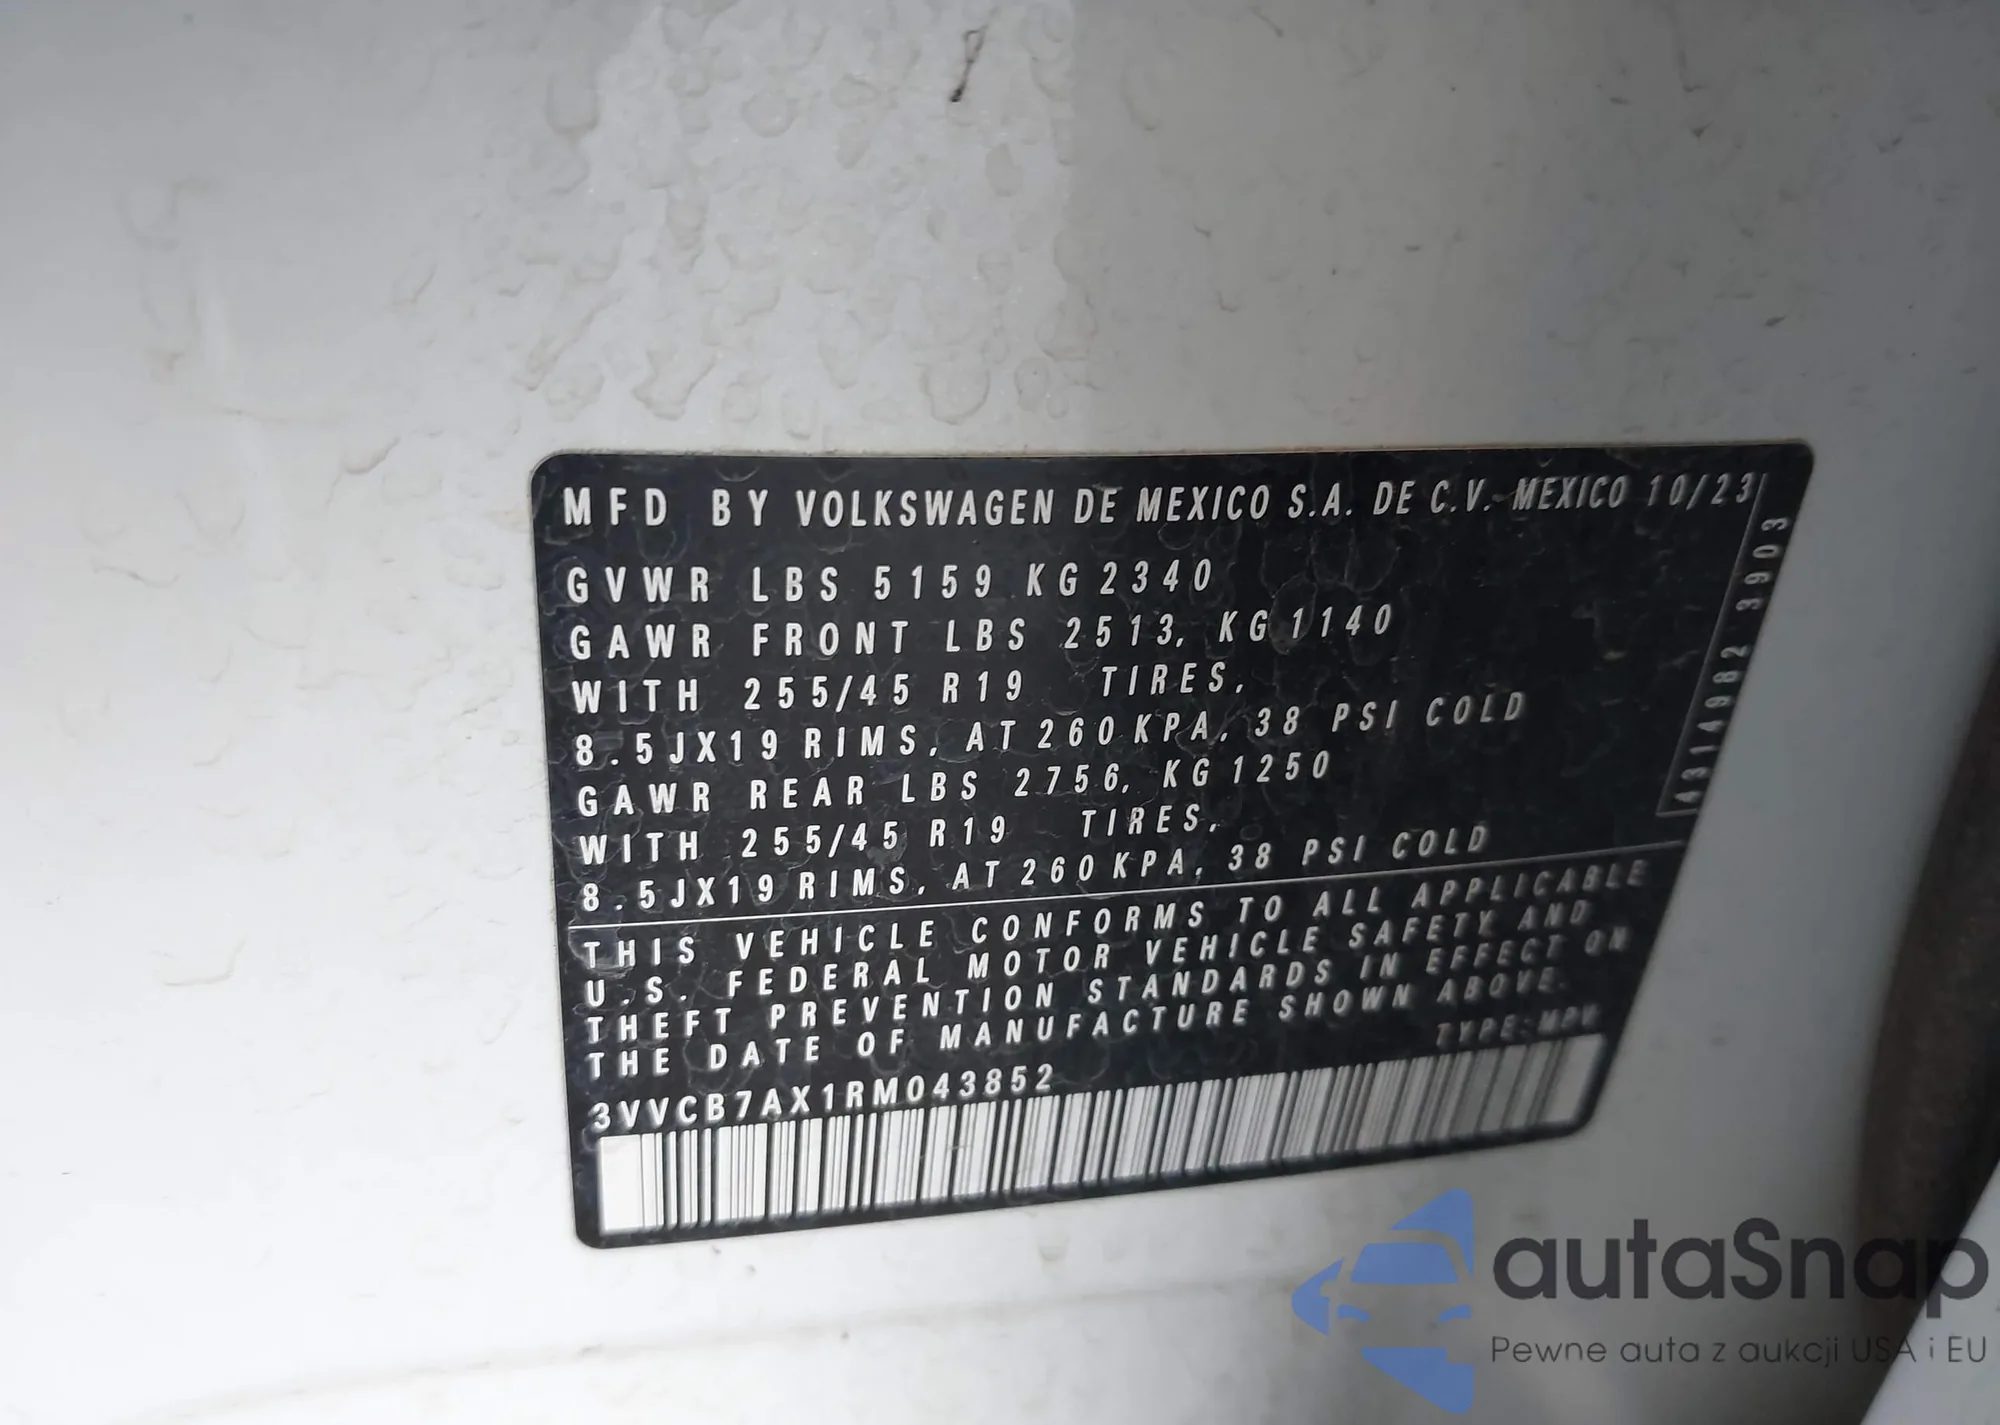 MFD BY VOLKSWAGEN DE MEXICO S.A. DE C.V.-MEXICO 10/23
GVWR LBS 5159 KG 2340
GAWR FRONT LBS 2513, KG 1140
WITH 255/45 R19 TIRES,
8.5JX19 RIMS, AT 260 KPA, 38 PSI COLD
GAWR REAR LBS 2756, KG 1250
WITH 255/45 R19 TIRES,
8.5JX19 RIMS, AT 260 KPA, 38 PSI COLD
4314982 3903
THIS VEHICLE CONFORMS TO ALL APPLICABLE
U.S. FEDERAL MOTOR VEHICLE SAFETY AND
THEFT PREVENTION STANDARDS IN EFFECT ON
THE DATE OF MANUFACTURE SHOWN ABOVE.
TYPE:MPV
3VVCB7AX1RM043852
autaSnap
Pewne auta z aukcji USA i EU